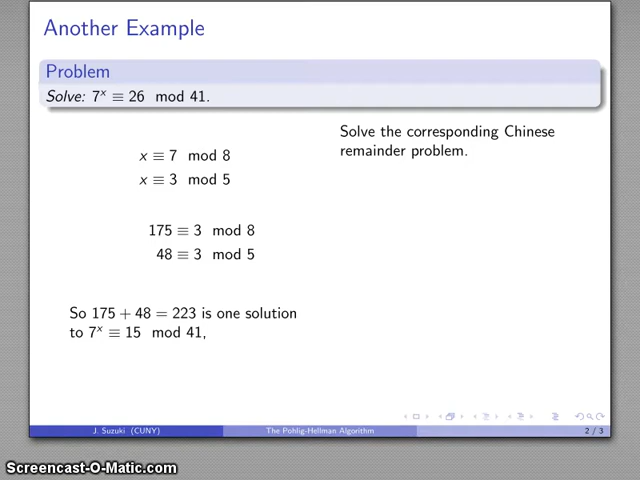 Another Example
Problem
Solve: 7ˣ ≡ 26 mod 41.
Solve the corresponding Chinese
remainder problem.
x ≡ 7 mod 8
x ≡ 3 mod 5
175 ≡ 3 mod 8
48 ≡ 3 mod 5
So 175 + 48 = 223 is one solution
to 7ˣ ≡ 15 mod 41,
J. Suzuki (CUNY) The Pohlig-Hellman Algorithm 2 / 3
Screencast-O-Matic.com